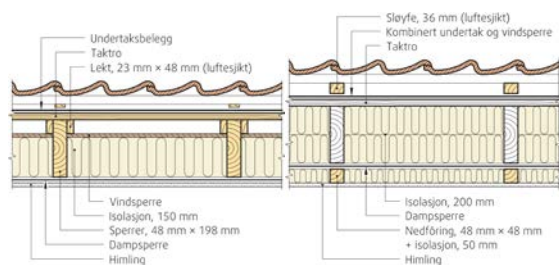 Undertaksbelegg
Taktro
Lekt, 23 mm × 48 mm (luftesjikt)
Vindsperre
Isolasjon, 150 mm
Sperrer, 48 mm × 198 mm
Dampsperre
Himling
Sløyfe, 36 mm (luftesjikt)
Kombinert undertak og vindsperre
Taktro
Isolasjon, 200 mm
Dampsperre
Nedfôring, 48 mm × 48 mm
+ isolasjon, 50 mm
Himling